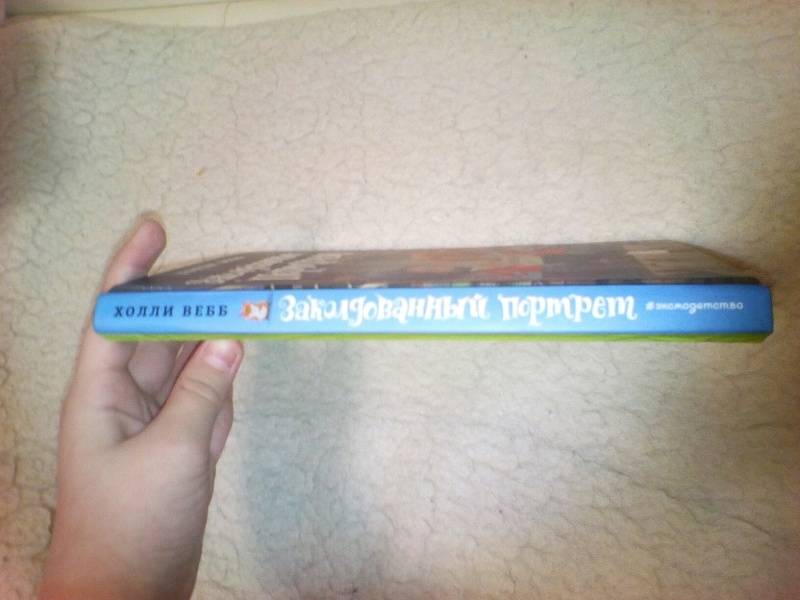 ХОЛЛИ ВЕББ Заколдованный портрет #эксмодетство